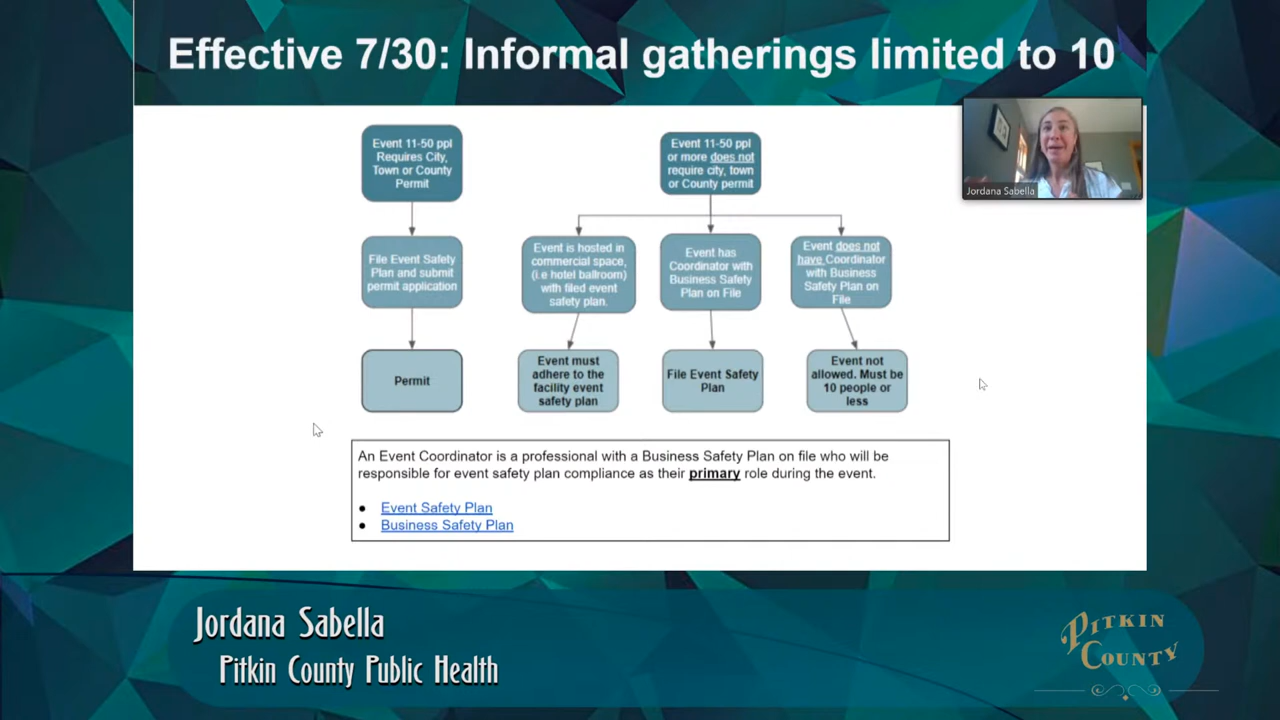 Effective 7/30: Informal gatherings limited to 10
Event 11-50 ppl
Requires City,
Town or County
Permit
Event 11-50 ppl
or more does not
require city, town
or County permit
Jordana Sabella
File Event Safety
Plan and submit
permit application
Event is hosted in
commercial space,
(i.e hotel ballroom)
with filed event
safety plan.
Event has
Coordinator with
Business Safety
Plan on File
Event does not
have Coordinator
with Business
Safety Plan on
File
Permit
Event must
adhere to the
facility event
safety plan
File Event Safety
Plan
Event not
allowed. Must be
10 people or
less
An Event Coordinator is a professional with a Business Safety Plan on file who will be
responsible for event safety plan compliance as their primary role during the event.
● Event Safety Plan
● Business Safety Plan
Jordana Sabella
Pitkin County Public Health
PITKIN
COUNTY